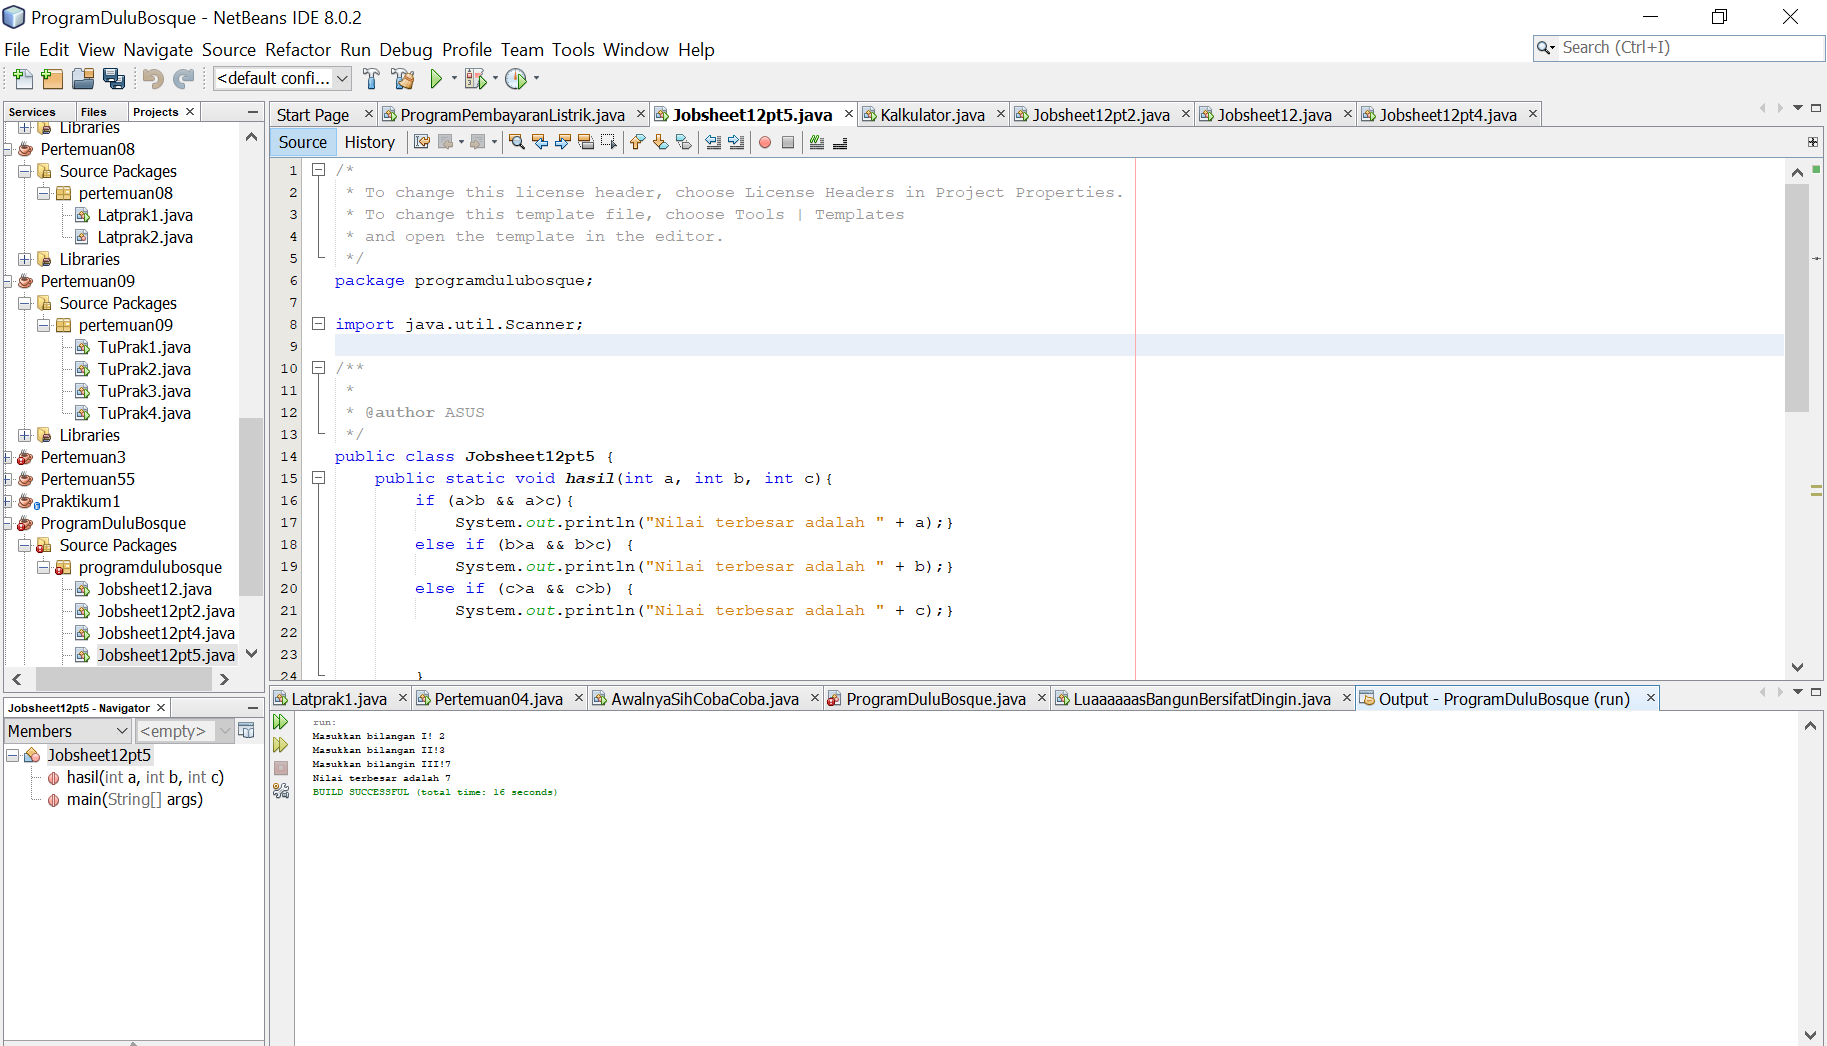 ProgramDuluBosque - NetBeans IDE 8.0.2
File Edit View Navigate Source Refactor Run Debug Profile Team Tools Window Help
Search (Ctrl+I)
<default confi...
Services Files Projects
Libraries
Pertemuan08
Source Packages
pertemuan08
Latprak1.java
Latprak2.java
Libraries
Pertemuan09
Source Packages
pertemuan09
TuPrak1.java
TuPrak2.java
TuPrak3.java
TuPrak4.java
Libraries
Pertemuan3
Pertemuan55
Praktikum1
ProgramDuluBosque
Source Packages
programdulubosque
Jobsheet12.java
Jobsheet12pt2.java
Jobsheet12pt4.java
Jobsheet12pt5.java
Jobsheet12pt5 - Navigator
Members <empty>
Jobsheet12pt5
hasil(int a, int b, int c)
main(String[] args)
Start Page ProgramPembayaranListrik.java Jobsheet12pt5.java Kalkulator.java Jobsheet12pt2.java Jobsheet12.java Jobsheet12pt4.java
Source History
1 /*
2 * To change this license header, choose License Headers in Project Properties.
3 * To change this template file, choose Tools | Templates
4 * and open the template in the editor.
5 */
6 package programdulubosque;
7
8 import java.util.Scanner;
9
10 /**
11 *
12 * @author ASUS
13 */
14 public class Jobsheet12pt5 {
15 public static void hasil(int a, int b, int c){
16 if (a>b && a>c){
17 System.out.println("Nilai terbesar adalah " + a);}
18 else if (b>a && b>c) {
19 System.out.println("Nilai terbesar adalah " + b);}
20 else if (c>a && c>b) {
21 System.out.println("Nilai terbesar adalah " + c);}
22
23
24 }
Latprak1.java Pertemuan04.java AwalnyaSihCobaCoba.java ProgramDuluBosque.java LuaaaaaasBangunBersifatDingin.java Output - ProgramDuluBosque (run)
run:
Masukkan bilangan I! 2
Masukkan bilangan II!3
Masukkan bilangin III!7
Nilai terbesar adalah 7
BUILD SUCCESSFUL (total time: 16 seconds)